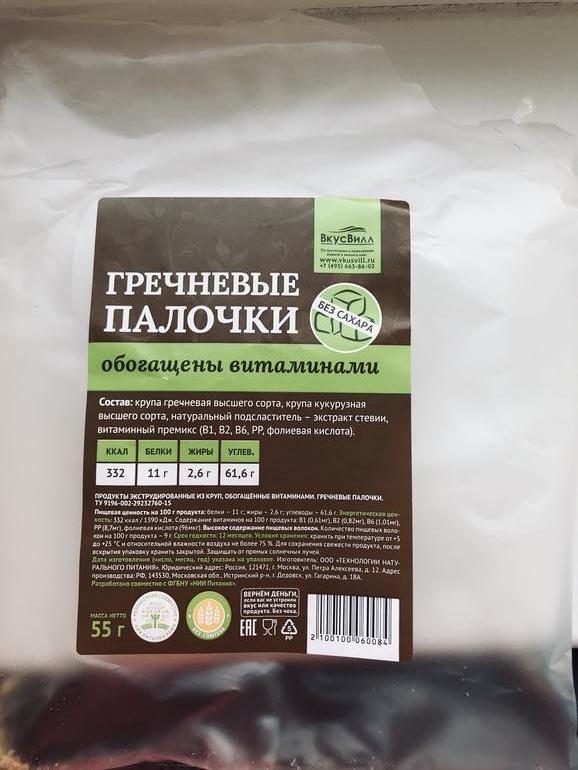 ВкусВилл
www.vkusvill.ru
+7 (495) 663-86-02
ГРЕЧНЕВЫЕ
ПАЛОЧКИ
БЕЗ САХАРА
обогащены витаминами
Состав: крупа гречневая высшего сорта, крупа кукурузная
высшего сорта, натуральный подсластитель – экстракт стевии,
витаминный премикс (B1, B2, B6, PP, фолиевая кислота).
ККАЛ БЕЛКИ ЖИРЫ УГЛЕВ.
332 11 г 2,6 г 61,6 г
ПРОДУКТЫ ЭКСТРУДИРОВАННЫЕ ИЗ КРУП, ОБОГАЩЁННЫЕ ВИТАМИНАМИ. ГРЕЧНЕВЫЕ ПАЛОЧКИ.
ТУ 9196-002-29232760-15
Пищевая ценность на 100 г продукта: белки – 11 г; жиры – 2,6 г; углеводы – 61.6 г. Энергетическая цен-
ность: 332 ккал / 1390 кДж. Содержание витаминов на 100 г продукта: B1 (0,61мг), B2 (0,82мг), B6 (1,01мг),
PP (8,7мг), фолиевая кислота (96мкг). Высокое содержание пищевых волокон. Количество пищевых воло-
кон на 100 г продукта – 9 г. Срок годности: 12 месяцев. Условия хранения: хранить при температуре от +5
до +25 °C и относительной влажности воздуха не более 75 %. Для сохранения свежести продукта, после
вскрытия упаковку хранить закрытой. Защищать от прямых солнечных лучей.
Дата изготовления (число, месяц, год) указана на упаковке. Изготовитель: ООО «ТЕХНОЛОГИИ НАТУ-
РАЛЬНОГО ПИТАНИЯ». Юридический адрес: Россия, 121471, г. Москва, ул. Петра Алексеева, д. 12. Адрес
производства: РФ, 143530, Московская обл., Истринский р-н, г. Дедовск, ул. Гагарина, д. 18А.
Разработано совместно с ФГБНУ «НИИ Питания».
МАССА НЕТТО
55 г
БЕЗ ГЛЮТЕНА
ВЕРНЁМ ДЕНЬГИ,
если вас не устроили
вкус или качество
продукта. Без чека.
EAC
5
PP
2 100100 060084